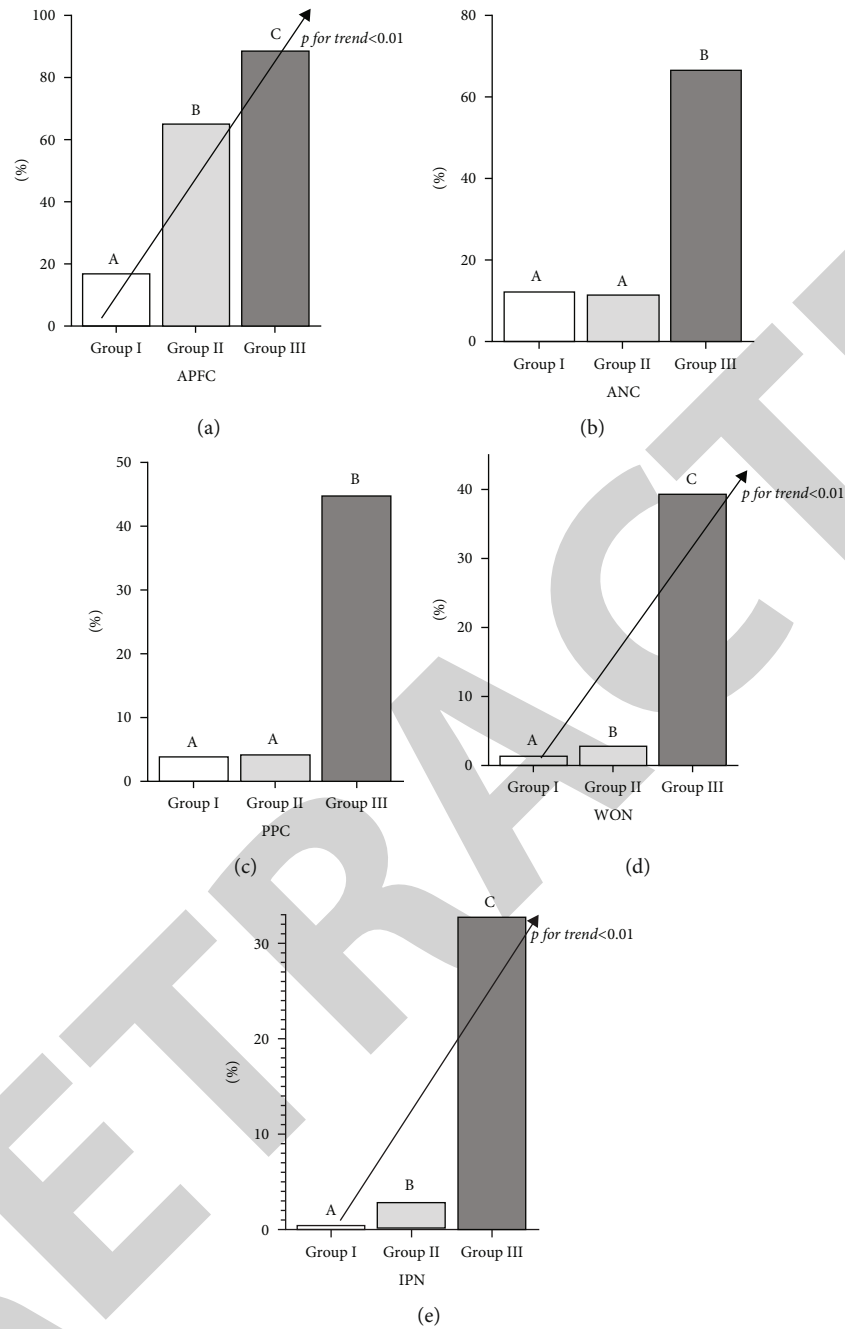 100
80
60
40
20
0
(%)
A
B
C
p for trend<0.01
Group I
Group II
Group III
APFC
(a)
80
60
40
20
0
(%)
A
A
B
Group I
Group II
Group III
ANC
(b)
50
40
30
20
10
0
(%)
A
A
B
Group I
Group II
Group III
PPC
(c)
40
30
20
10
0
(%)
A
B
C
p for trend<0.01
Group I
Group II
Group III
WON
(d)
30
20
10
0
(%)
A
B
C
p for trend<0.01
Group I
Group II
Group III
IPN
(e)
RETRACT